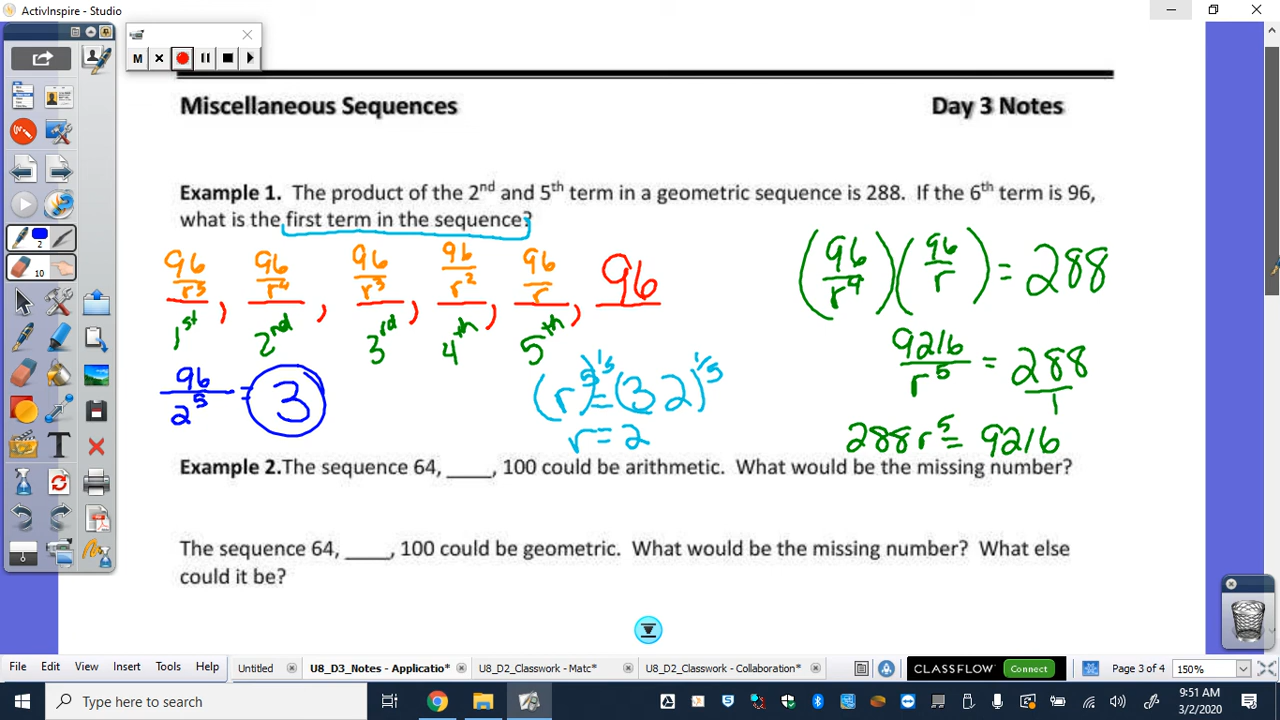 ActivInspire - Studio
M
Miscellaneous Sequences Day 3 Notes
Example 1. The product of the 2nd and 5th term in a geometric sequence is 288. If the 6th term is 96,
what is the first term in the sequence?
96/r^5, 96/r^4, 96/r^3, 96/r^2, 96/r, 96
1st 2nd 3rd 4th 5th
(96/r^4)(96/r) = 288
9216/r^5 = 288/1
288r^5 = 9216
(r^5)^1/5 = (32)^1/5
r = 2
96/2^5 = 3
Example 2.The sequence 64, ____, 100 could be arithmetic. What would be the missing number?
The sequence 64, ____, 100 could be geometric. What would be the missing number? What else
could it be?
2
10
File Edit View Insert Tools Help
Untitled
U8_D3_Notes - Applicatio*
U8_D2_Classwork - Matc*
U8_D2_Classwork - Collaboration*
CLASSFLOW Connect
Page 3 of 4
150%
Type here to search
9:51 AM
3/2/2020